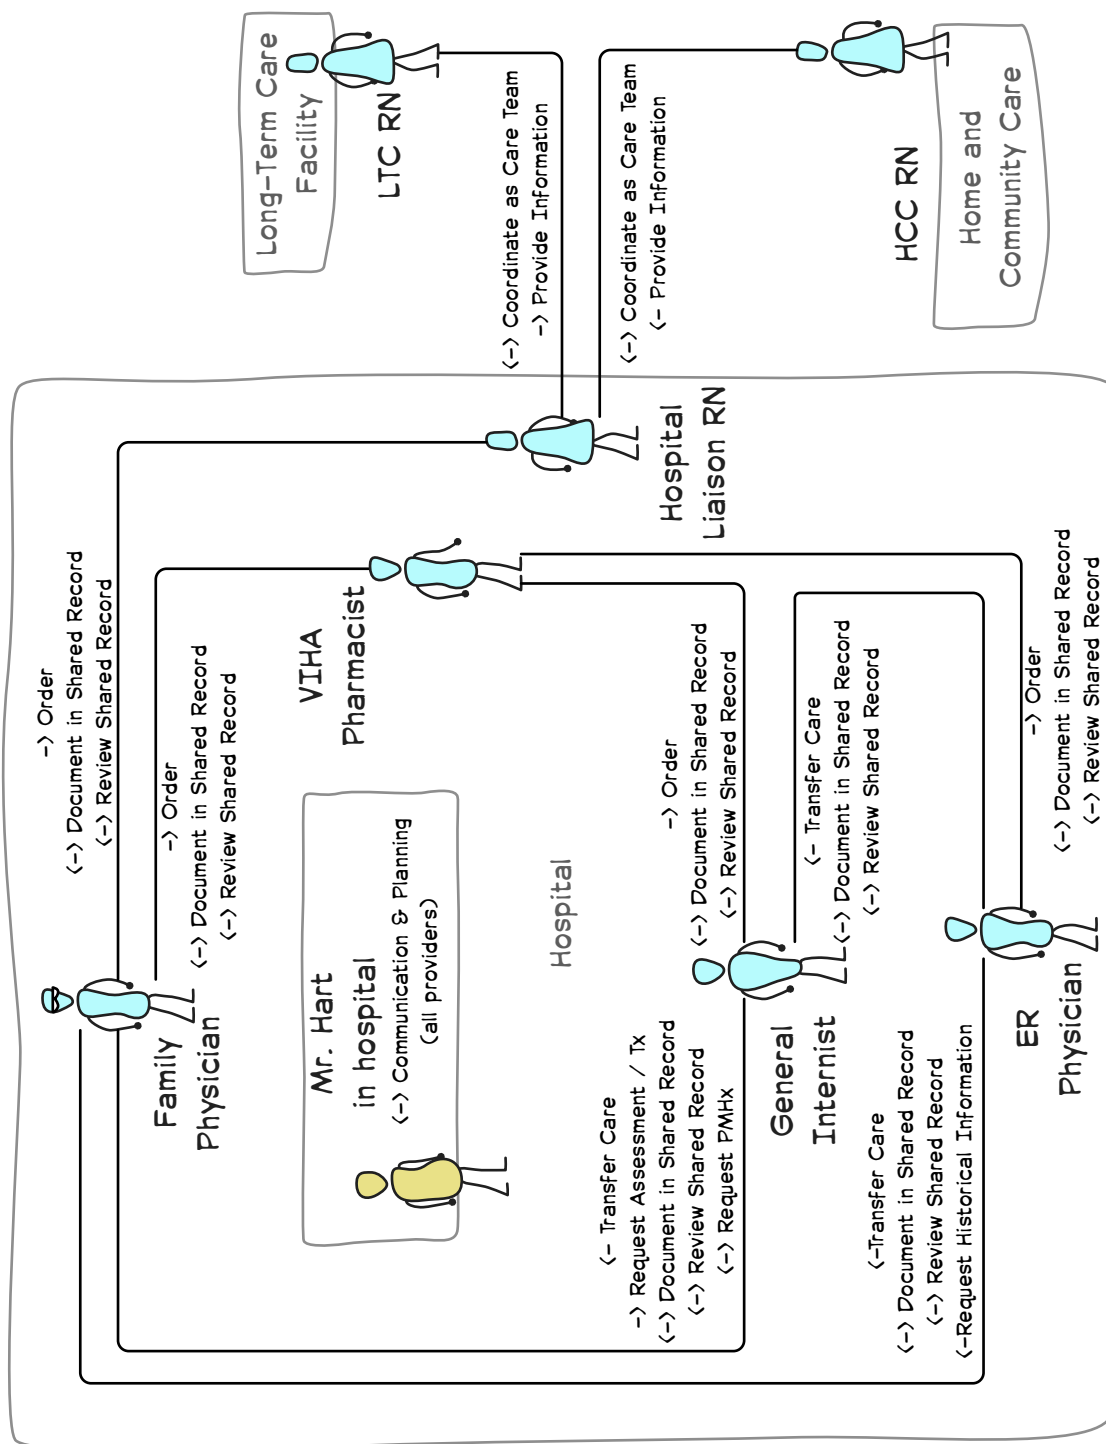 -> Order
<-> Document in Shared Record
<-> Review Shared Record
Family
Physician
-> Order
<-> Document in Shared Record
<-> Review Shared Record
Long-Term Care
Facility
LTC RN
VIHA
Pharmacist
Mr. Hart
in hospital
<-> Communication & Planning
(all providers)
<-> Coordinate as Care Team
-> Provide Information
Hospital
<-> Coordinate as Care Team
<- Provide Information
Hospital
Liaison RN
<- Transfer Care
-> Request Assessment / Tx
<-> Document in Shared Record
<-> Review Shared Record
<-> Request PMHx
-> Order
<-> Document in Shared Record
<-> Review Shared Record
General
Internist
<- Transfer Care
<-> Document in Shared Record
<-> Review Shared Record
HCC RN
Home and
Community Care
<-Transfer Care
<-> Document in Shared Record
<-> Review Shared Record
<-Request Historical Information
ER
Physician
-> Order
<-> Document in Shared Record
<-> Review Shared Record